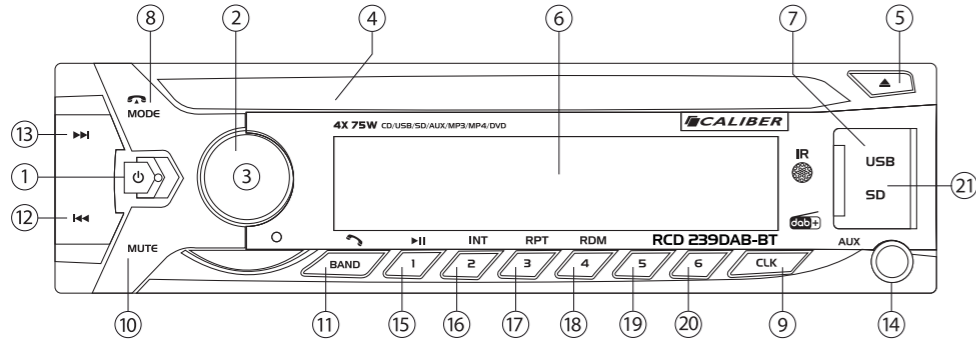 8 2 4 6 7 5
MODE
4X 75W CD/USB/SD/AUX/MP3/MP4/DVD CALIBER
13
IR
USB
1 3
21
SD
12
dab+
MUTE INT RPT RDM RCD 239DAB-BT AUX
BAND 1 2 3 4 5 6 CLK
10 11 15 16 17 18 19 20 9 14